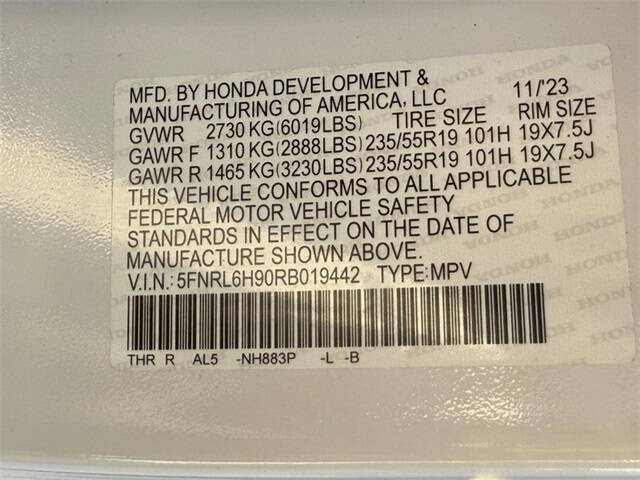 MFD. BY HONDA DEVELOPMENT &
MANUFACTURING OF AMERICA, LLC 11/'23
GVWR 2730 KG(6019LBS) TIRE SIZE RIM SIZE
GAWR F 1310 KG(2888LBS) 235/55R19 101H 19X7.5J
GAWR R 1465 KG(3230LBS) 235/55R19 101H 19X7.5J
THIS VEHICLE CONFORMS TO ALL APPLICABLE
FEDERAL MOTOR VEHICLE SAFETY
STANDARDS IN EFFECT ON THE DATE OF
MANUFACTURE SHOWN ABOVE.
V.I.N.: 5FNRL6H90RB019442 TYPE:MPV
THR R AL5 -NH883P -L -B